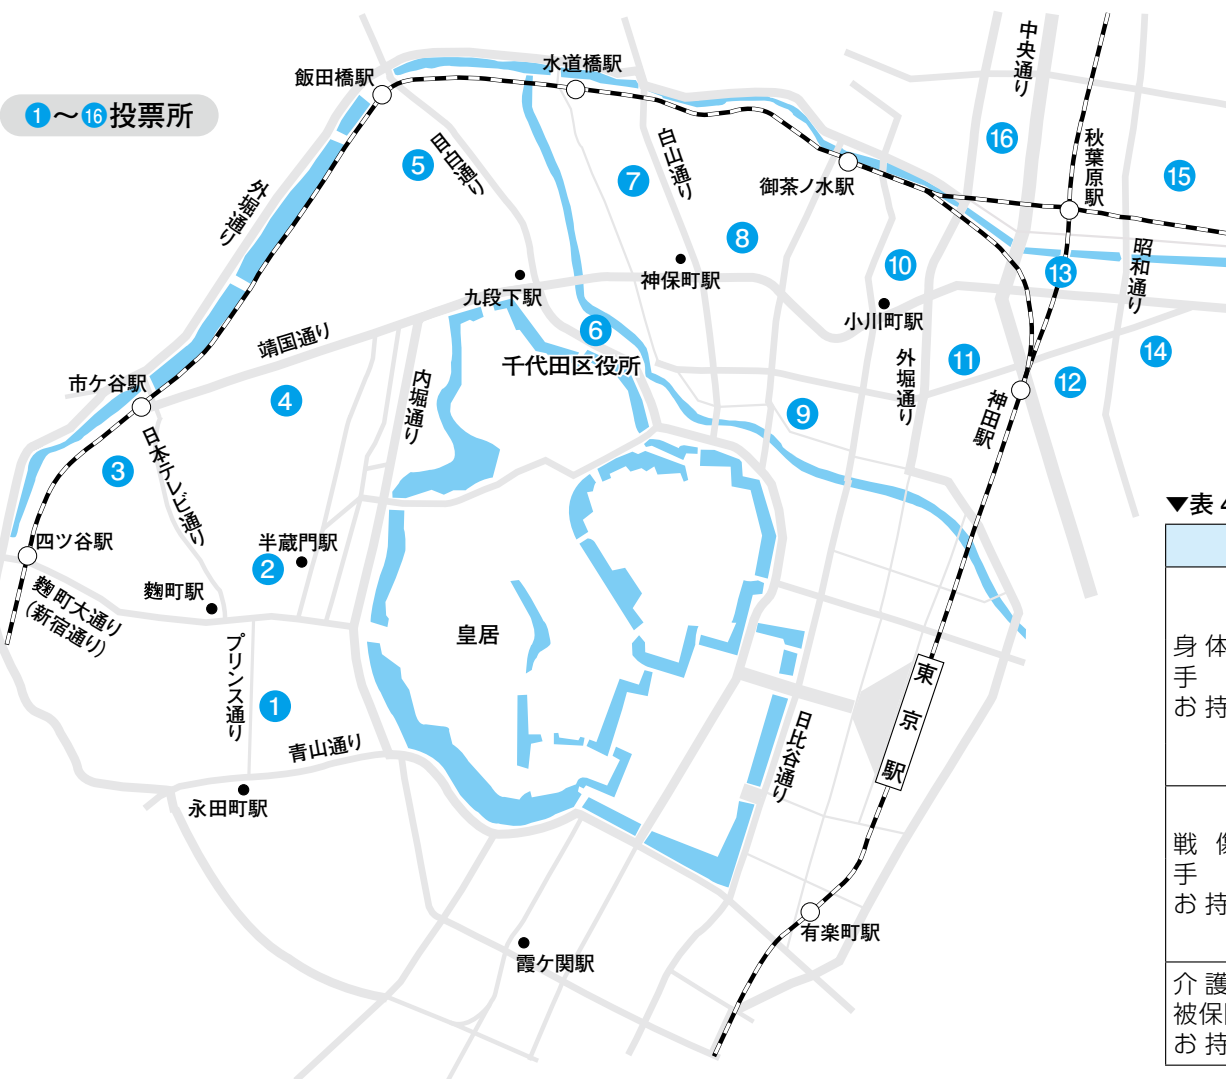 1～16投票所
飯田橋駅
水道橋駅
中央通り
秋葉原駅
16
15
5
目白通り
7
白山通り
御茶ノ水駅
外堀通り
8
10
13
昭和通り
神保町駅
九段下駅
小川町駅
6
千代田区役所
靖国通り
11
14
12
外堀通り
神田駅
市ケ谷駅
4
内堀通り
9
3
日本テレビ通り
四ツ谷駅
半蔵門駅
2
麴町駅
麴町大通り
（新宿通り）
皇居
プリンス通り
1
青山通り
永田町駅
日比谷通り
東京駅
有楽町駅
霞ケ関駅
▼表4
身体
手
お持
戦傷
手
お持
介護
被保
お持